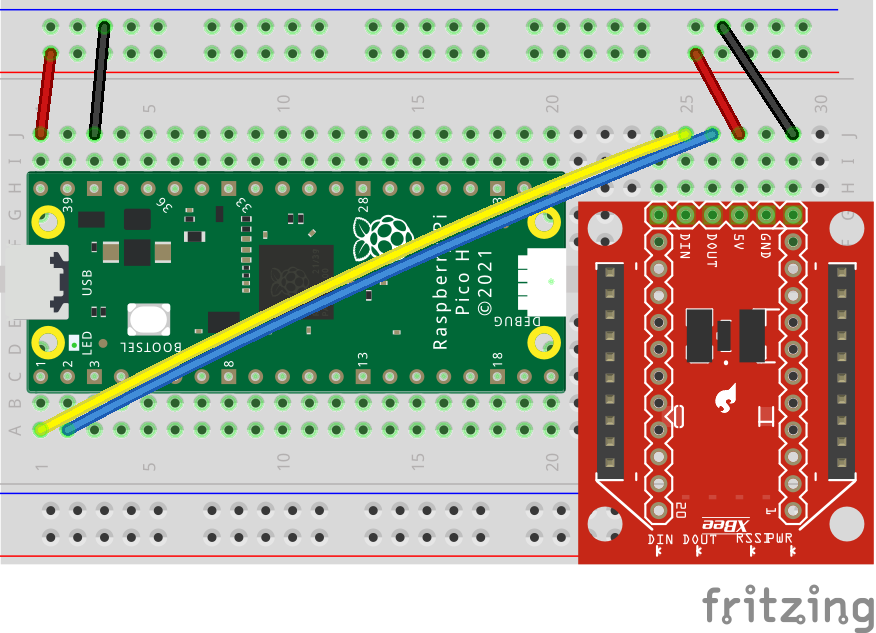 5 10 15 20 25 30
J J
I I
H H
G
F
E
D
C
B
A
39 36 33 28
USB
LED
BOOTSEL
DEBUG
Raspberry Pi
Pico H
©2021
1 2 3 8 13 18
1 5 10 15 20
DIN DOUT 5V GND
20 1
XBee
DIN DOUT RSSI PWR
fritzing